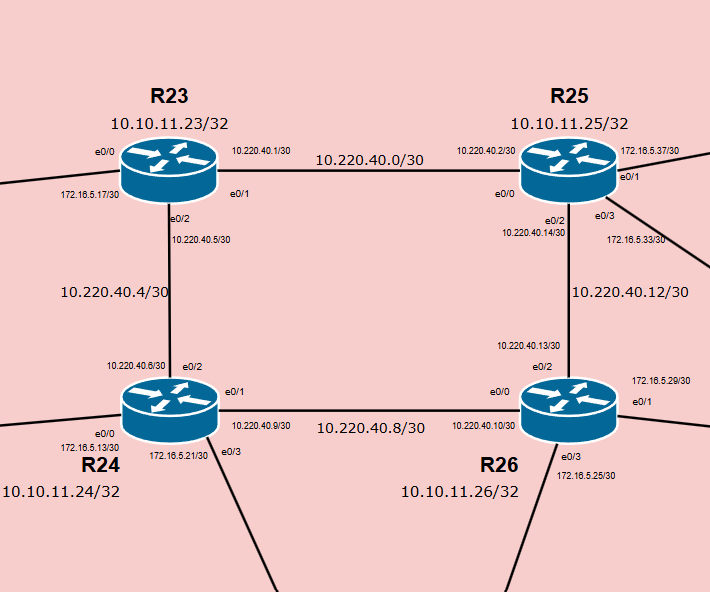 R23
10.10.11.23/32
R25
10.10.11.25/32
e0/0
10.220.40.1/30
10.220.40.0/30
10.220.40.2/30
172.16.5.37/30
e0/1
172.16.5.17/30
e0/1
e0/0
e0/2
e0/2
e0/3
10.220.40.5/30
10.220.40.14/30
172.16.5.33/30
10.220.40.4/30
10.220.40.12/30
10.220.40.13/30
10.220.40.6/30
e0/2
e0/2
172.16.5.29/30
e0/1
e0/0
e0/1
e0/0
10.220.40.9/30
10.220.40.8/30
10.220.40.10/30
172.16.5.13/30
172.16.5.21/30
e0/3
e0/3
R24
R26
172.16.5.25/30
10.10.11.24/32
10.10.11.26/32